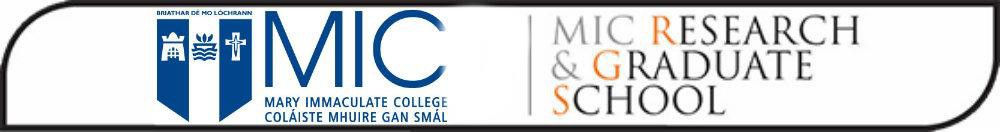 BRIATHAR DÉ MO LÓCHRANN
MIC
MARY IMMACULATE COLLEGE
COLÁISTE MHUIRE GAN SMÁL
MIC RESEARCH
& GRADUATE
SCHOOL